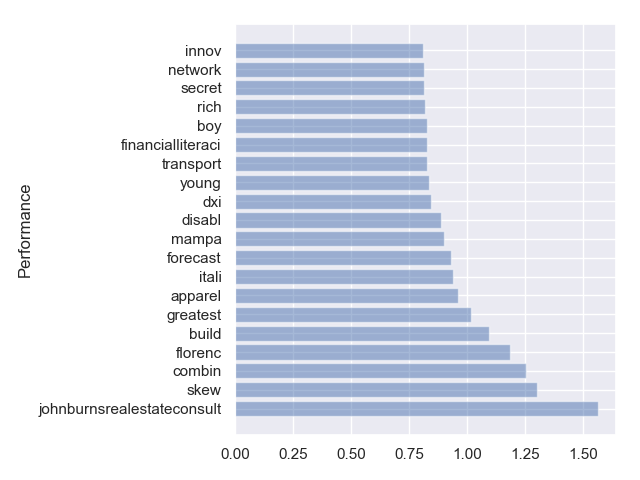 innov
network
secret
rich
boy
financialliteraci
transport
young
dxi
disabl
mampa
forecast
itali
apparel
greatest
build
florenc
combin
skew
johnburnsrealestateconsult
Performance
0.00 0.25 0.50 0.75 1.00 1.25 1.50